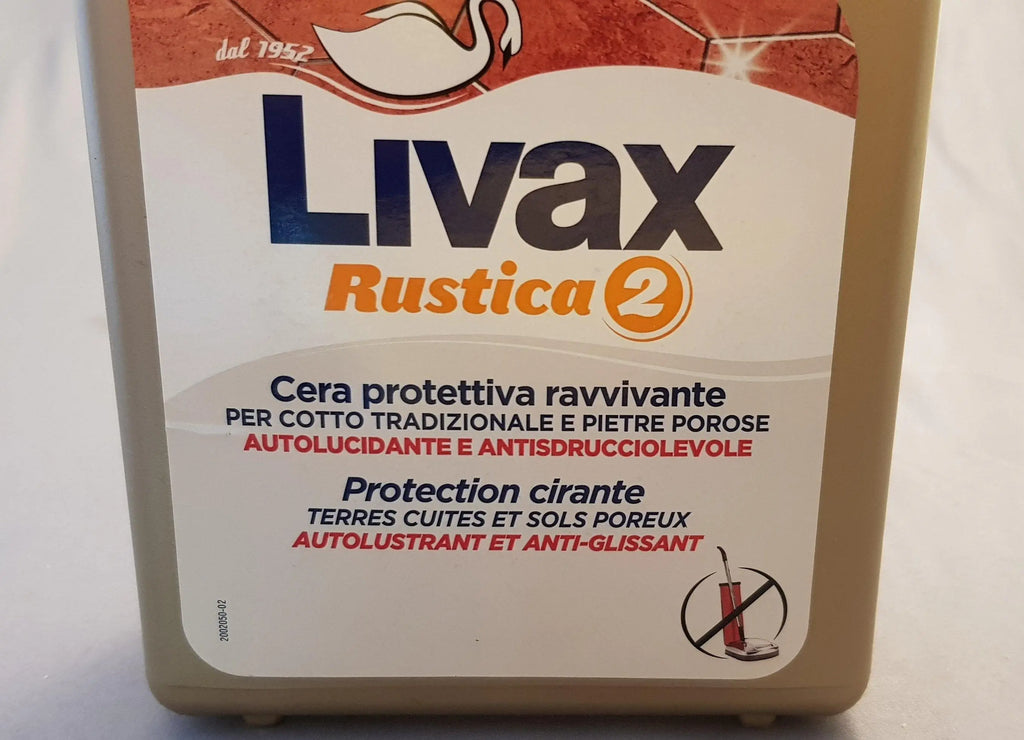 dal 1952
Livax
Rustica 2
Cera protettiva ravvivante
PER COTTO TRADIZIONALE E PIETRE POROSE
AUTOLUCIDANTE E ANTISDRUCCIOLEVOLE
Protection cirante
TERRES CUITES ET SOLS POREUX
AUTOLUSTRANT ET ANTI-GLISSANT
2002050-02